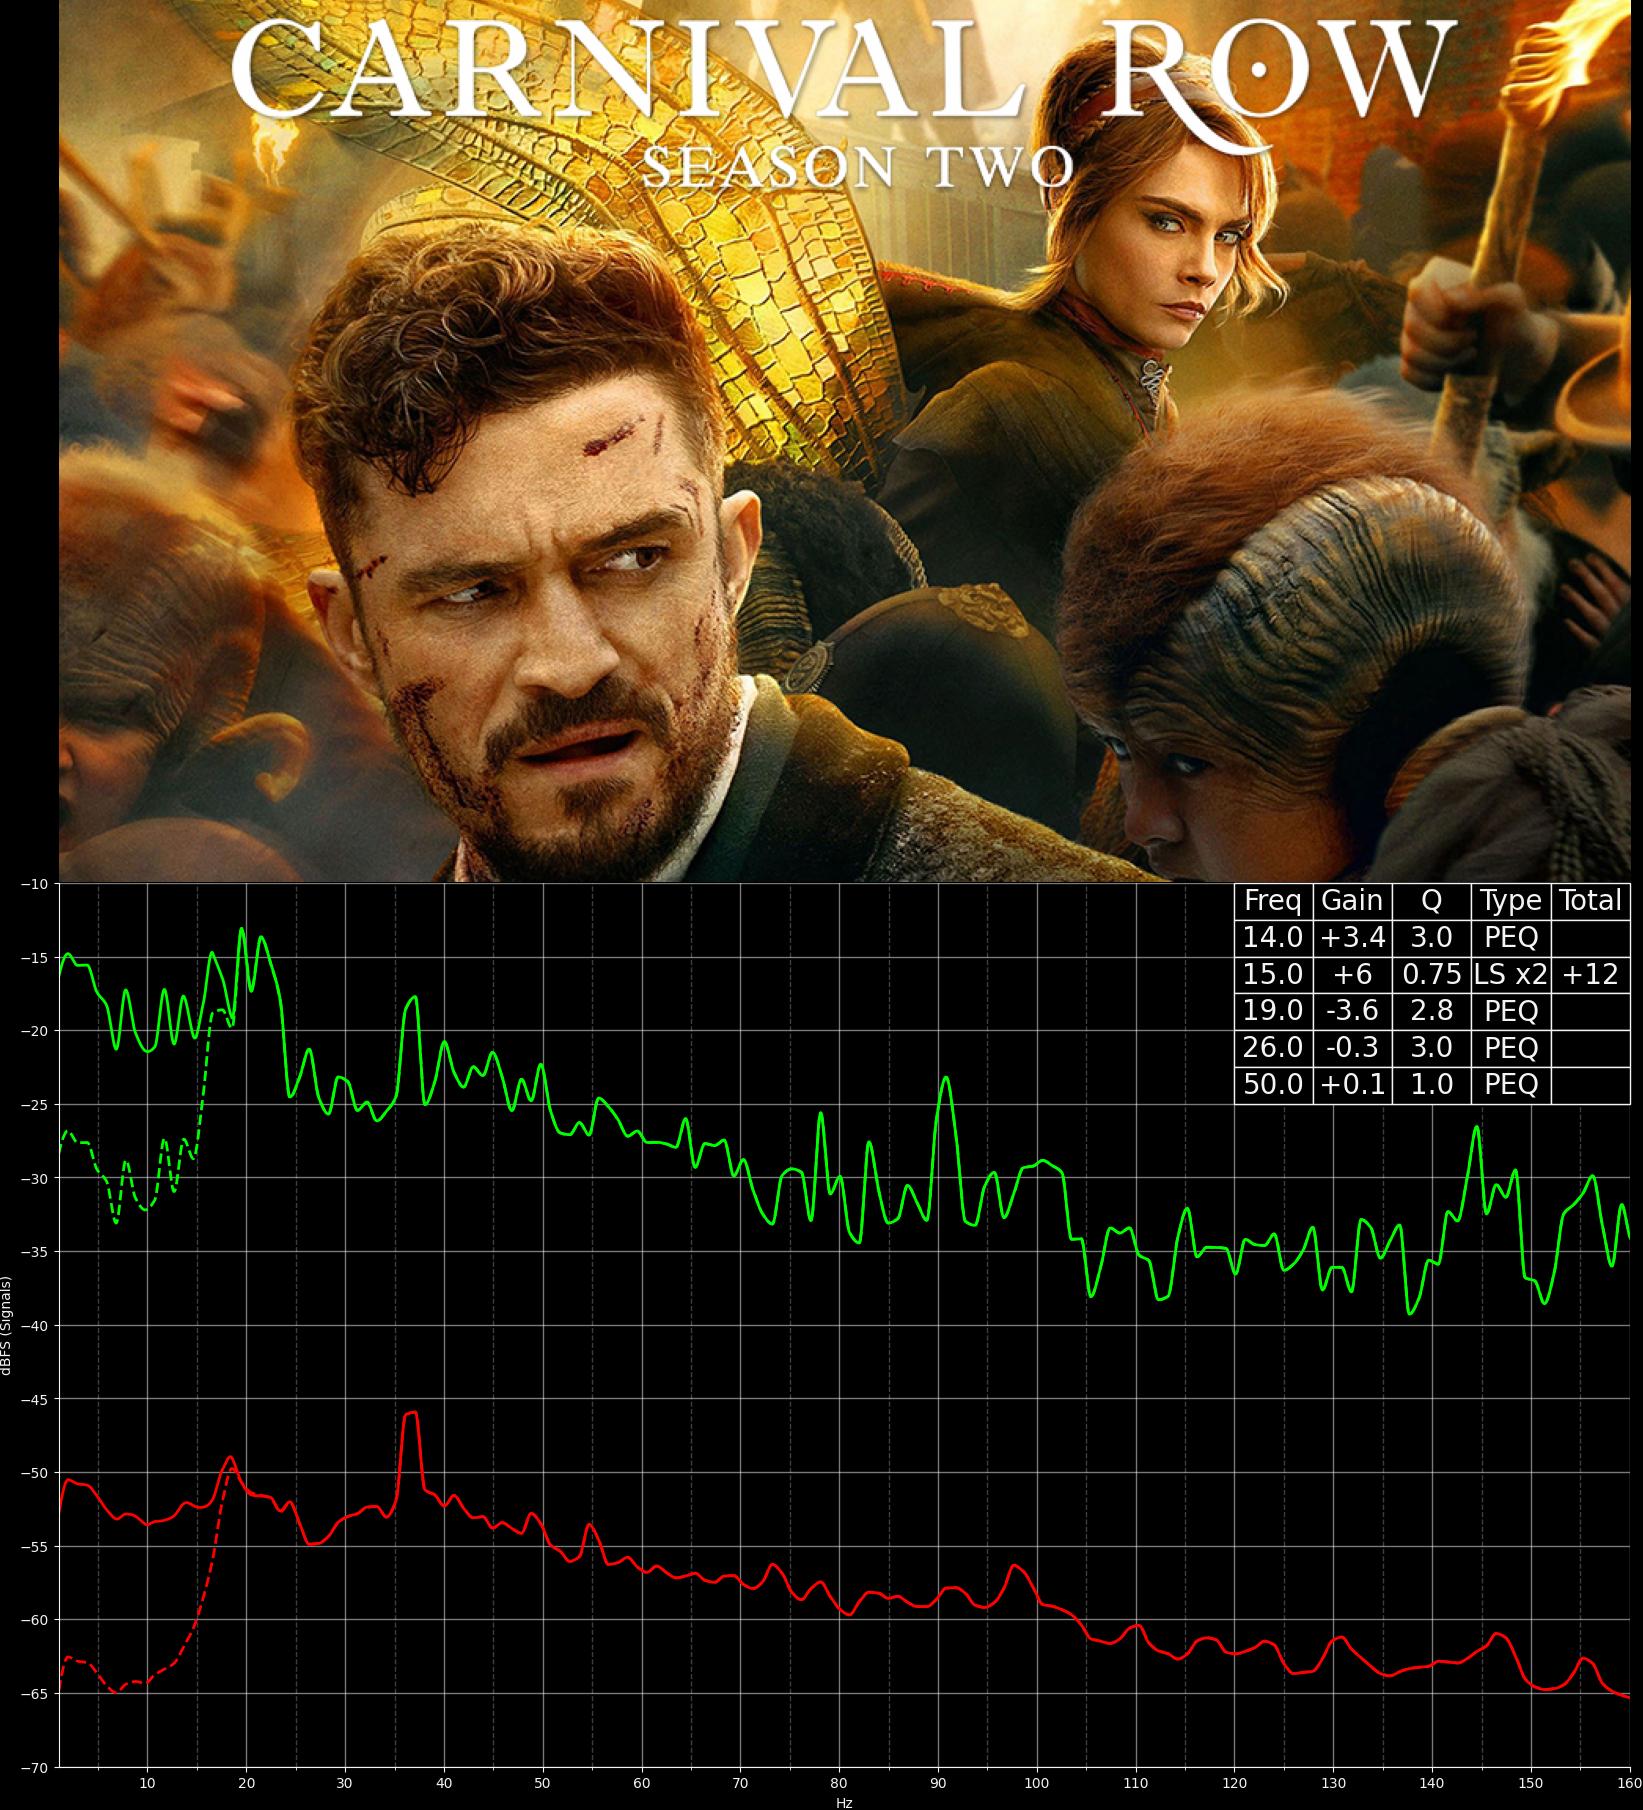 CARNIVAL ROW
SEASON TWO
−10
−15
−20
−25
−30
−35
−40
−45
−50
−55
−60
−65
−70
dBFS (Signals)
Freq Gain Q Type Total
14.0 +3.4 3.0 PEQ
15.0 +6 0.75 LS x2 +12
19.0 -3.6 2.8 PEQ
26.0 -0.3 3.0 PEQ
50.0 +0.1 1.0 PEQ
10 20 30 40 50 60 70 80 90 100 110 120 130 140 150 160
Hz